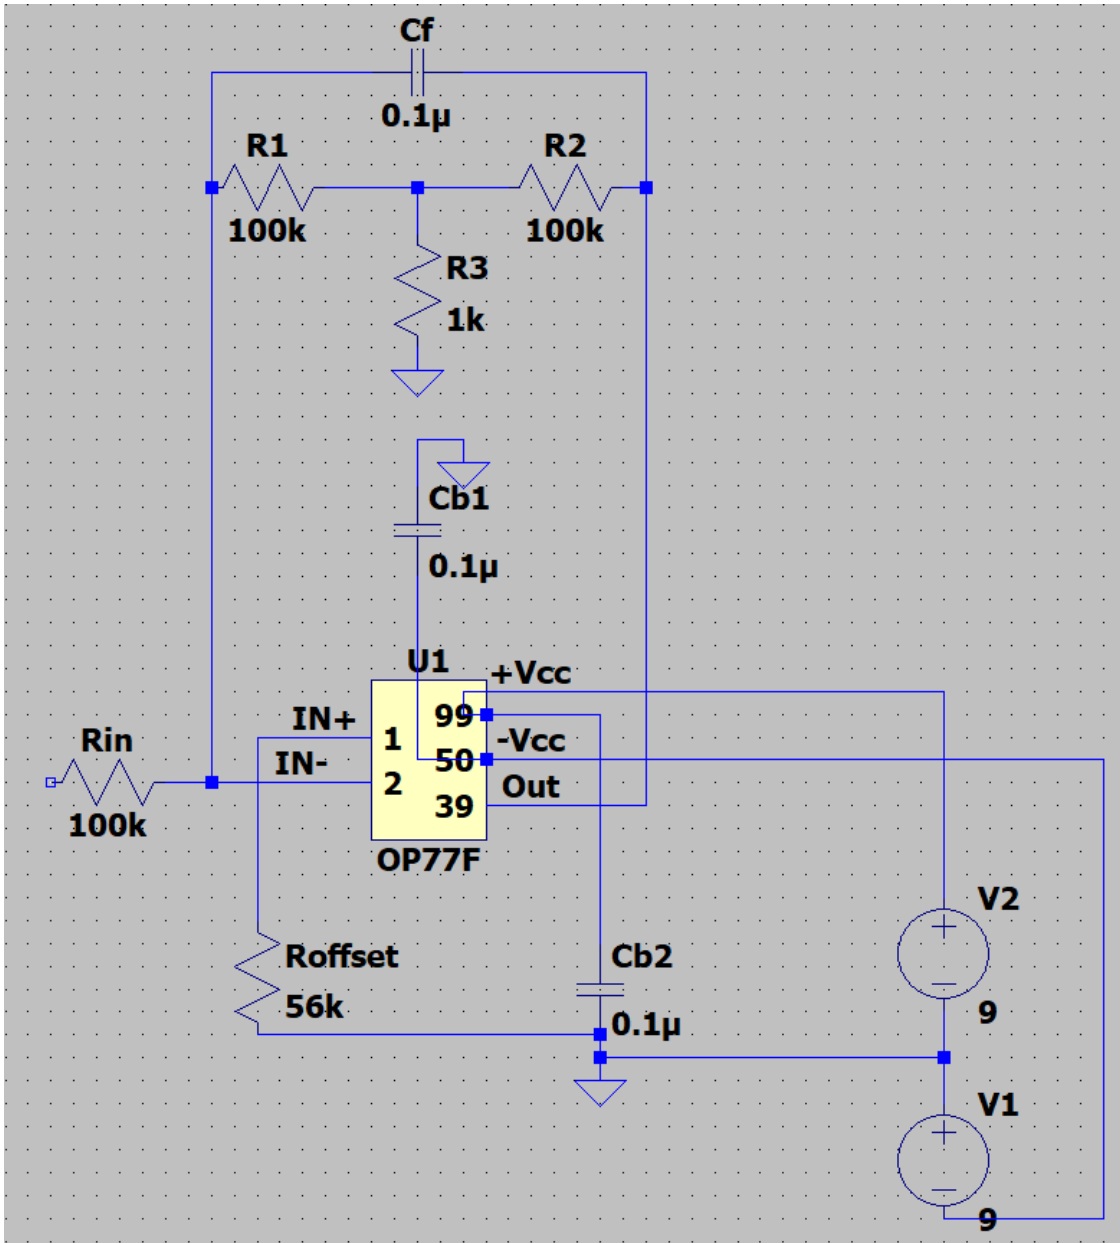 Cf
0.1µ
R1
R2
100k
100k
R3
1k
Cb1
0.1µ
U1
+Vcc
IN+
99
-Vcc
Rin
1
IN-
50
2
Out
39
100k
OP77F
V2
Roffset
Cb2
56k
0.1µ
9
V1
9